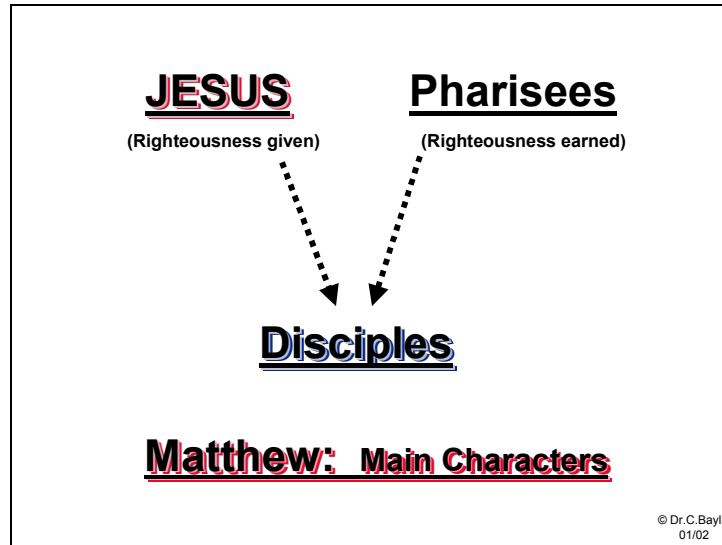 JESUS Pharisees
(Righteousness given) (Righteousness earned)
Disciples
Matthew: Main Characters
© Dr.C.Bayl
01/02